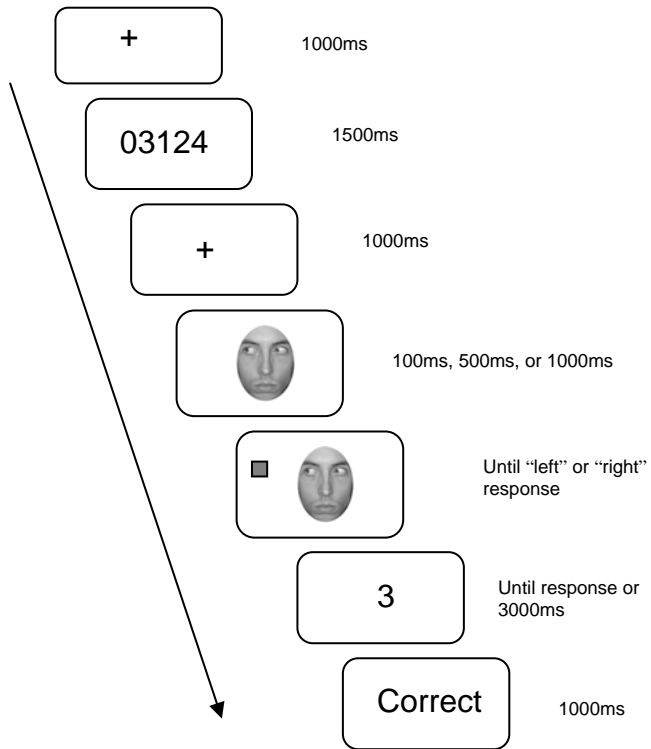 +
1000ms
03124
1500ms
+
1000ms
100ms, 500ms, or 1000ms
Until “left” or “right”
response
3
Until response or
3000ms
Correct
1000ms